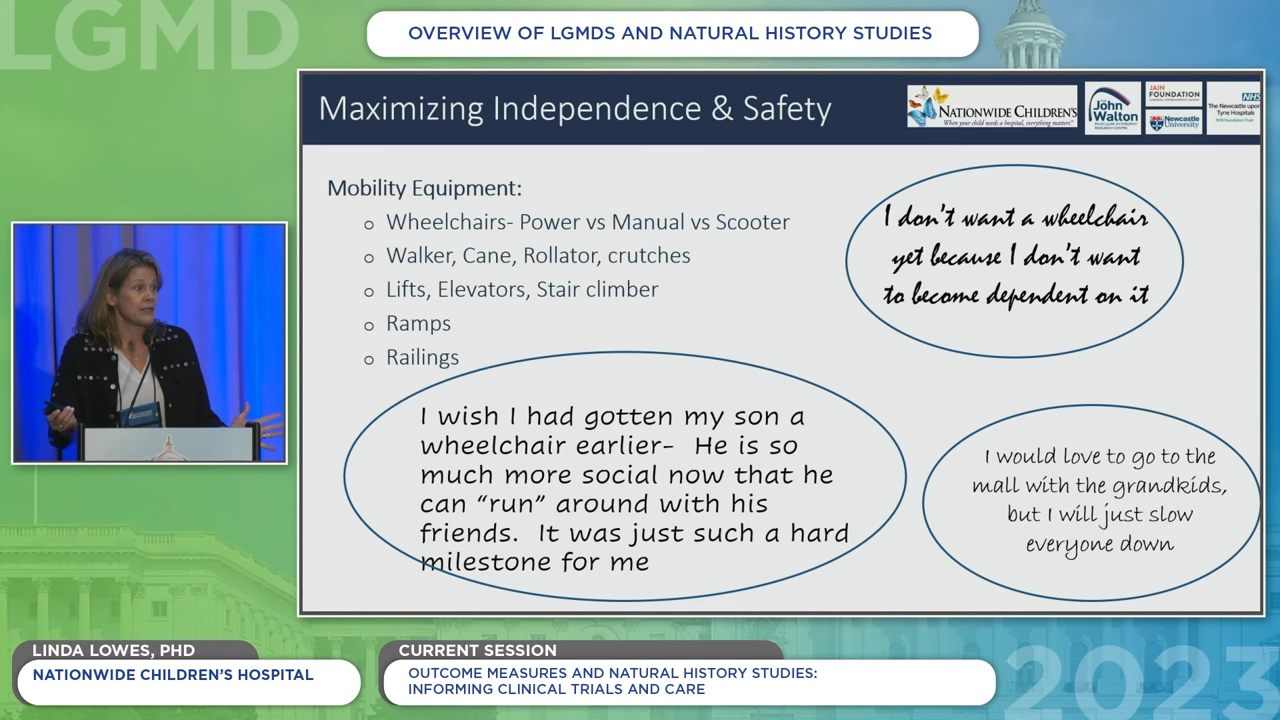 LGMD
OVERVIEW OF LGMDS AND NATURAL HISTORY STUDIES
Maximizing Independence & Safety
NATIONWIDE CHILDREN'S
When your child needs a hospital, everything matters.
John
Walton
JAIN
FOUNDATION
Newcastle
University
NHS
The Newcastle upon
Tyne Hospitals
NHS Foundation Trust
Mobility Equipment:
o Wheelchairs- Power vs Manual vs Scooter
o Walker, Cane, Rollator, crutches
o Lifts, Elevators, Stair climber
o Ramps
o Railings
I don't want a wheelchair
yet because I don't want
to become dependent on it
I wish I had gotten my son a
wheelchair earlier- He is so
much more social now that he
can "run" around with his
friends. It was just such a hard
milestone for me
I would love to go to the
mall with the grandkids,
but I will just slow
everyone down
LINDA LOWES, PHD
NATIONWIDE CHILDREN'S HOSPITAL
CURRENT SESSION
OUTCOME MEASURES AND NATURAL HISTORY STUDIES:
INFORMING CLINICAL TRIALS AND CARE
2023